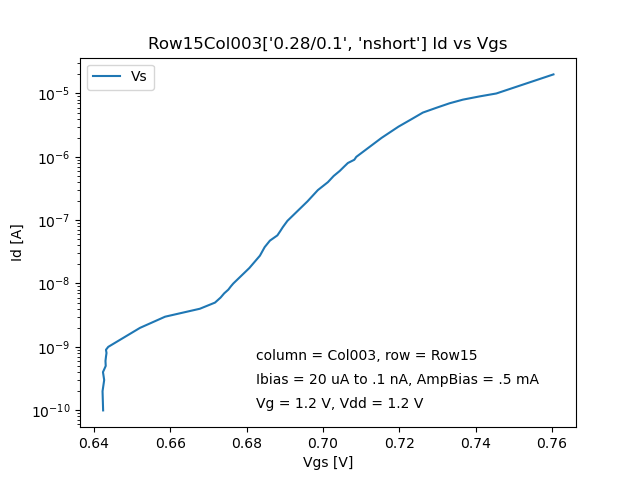 Row15Col003['0.28/0.1', 'nshort'] Id vs Vgs
Vs
10⁻⁵
10⁻⁶
10⁻⁷
10⁻⁸
10⁻⁹
10⁻¹⁰
Id [A]
column = Col003, row = Row15
Ibias = 20 uA to .1 nA, AmpBias = .5 mA
Vg = 1.2 V, Vdd = 1.2 V
0.64 0.66 0.68 0.70 0.72 0.74 0.76
Vgs [V]